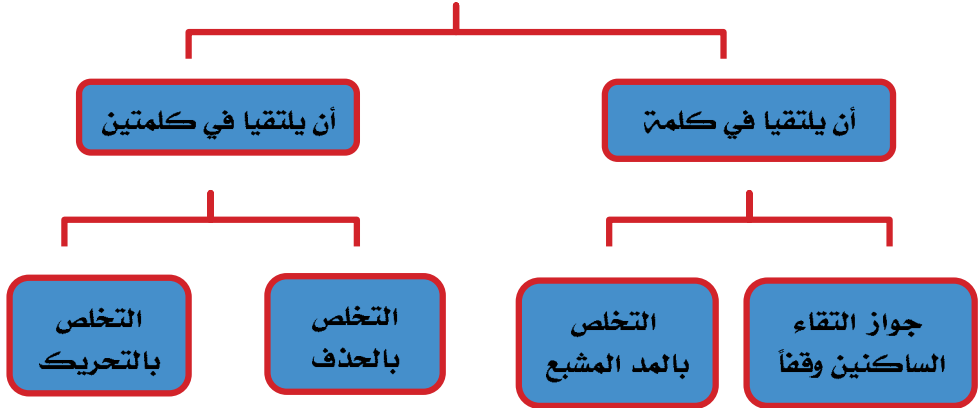 أن يلتقيا في كلمة
أن يلتقيا في كلمتين
جواز التقاء
الساكنين وقفاً
التخلص
بالمد المشبع
التخلص
بالحذف
التخلص
بالتحريك